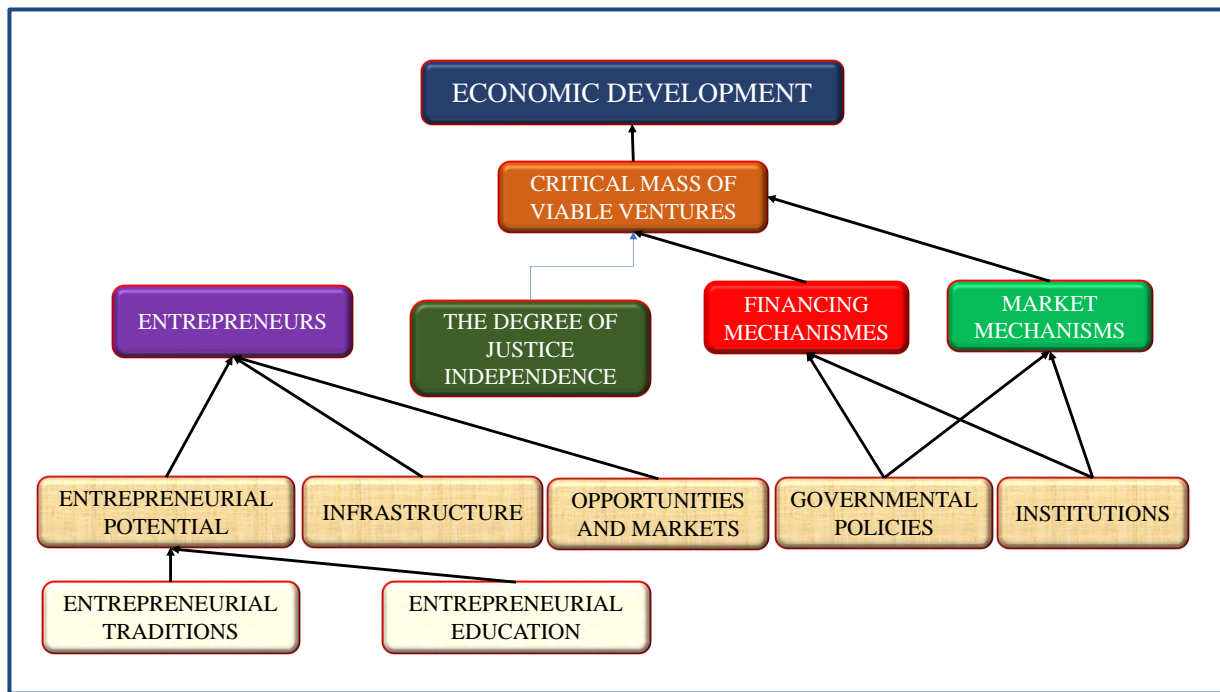 ECONOMIC DEVELOPMENT
CRITICAL MASS OF
VIABLE VENTURES
ENTREPRENEURS
THE DEGREE OF
JUSTICE
INDEPENDENCE
FINANCING
MECHANISMES
MARKET
MECHANISMS
ENTREPRENEURIAL
POTENTIAL
INFRASTRUCTURE
OPPORTUNITIES
AND MARKETS
GOVERNMENTAL
POLICIES
INSTITUTIONS
ENTREPRENEURIAL
TRADITIONS
ENTREPRENEURIAL
EDUCATION